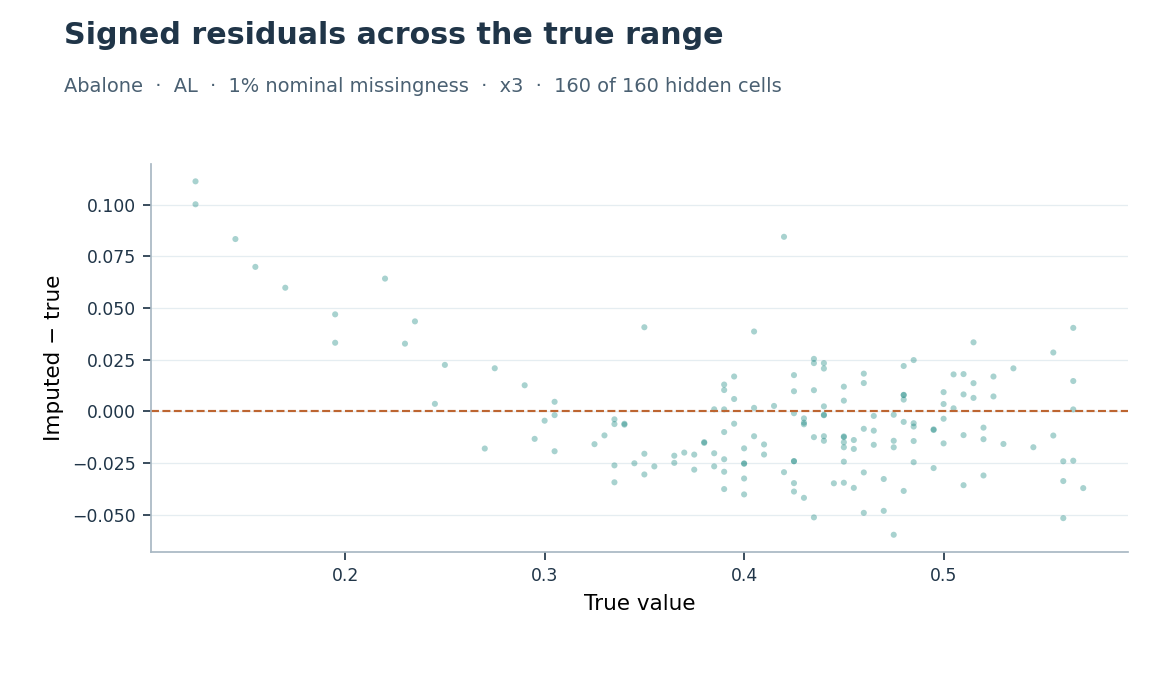 Signed residuals across the true range
Abalone · AL · 1% nominal missingness · x3 · 160 of 160 hidden cells
Imputed − true
0.100
0.075
0.050
0.025
0.000
−0.025
−0.050
0.2
0.3
0.4
0.5
True value